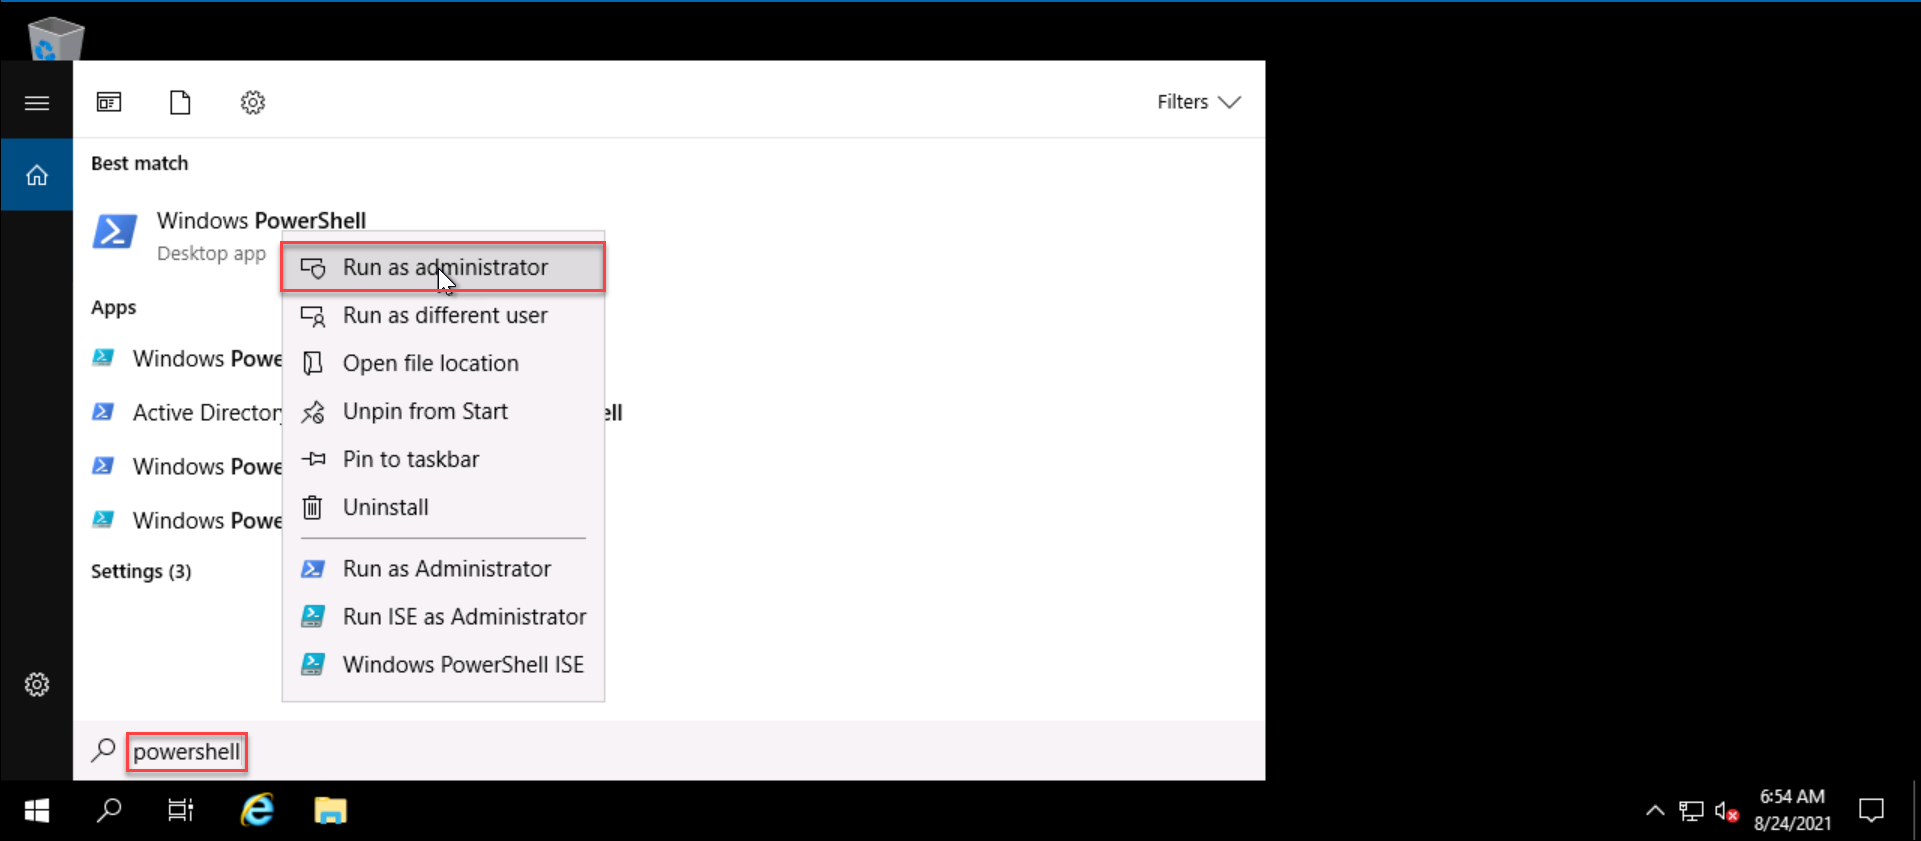 Filters
Best match
Windows PowerShell
Desktop app
Run as administrator
Apps
Run as different user
Windows Powe
Open file location
Active Director
Unpin from Start
ell
Windows Powe
Pin to taskbar
Windows Powe
Uninstall
Settings (3)
Run as Administrator
Run ISE as Administrator
Windows PowerShell ISE
powershell
6:54 AM
8/24/2021